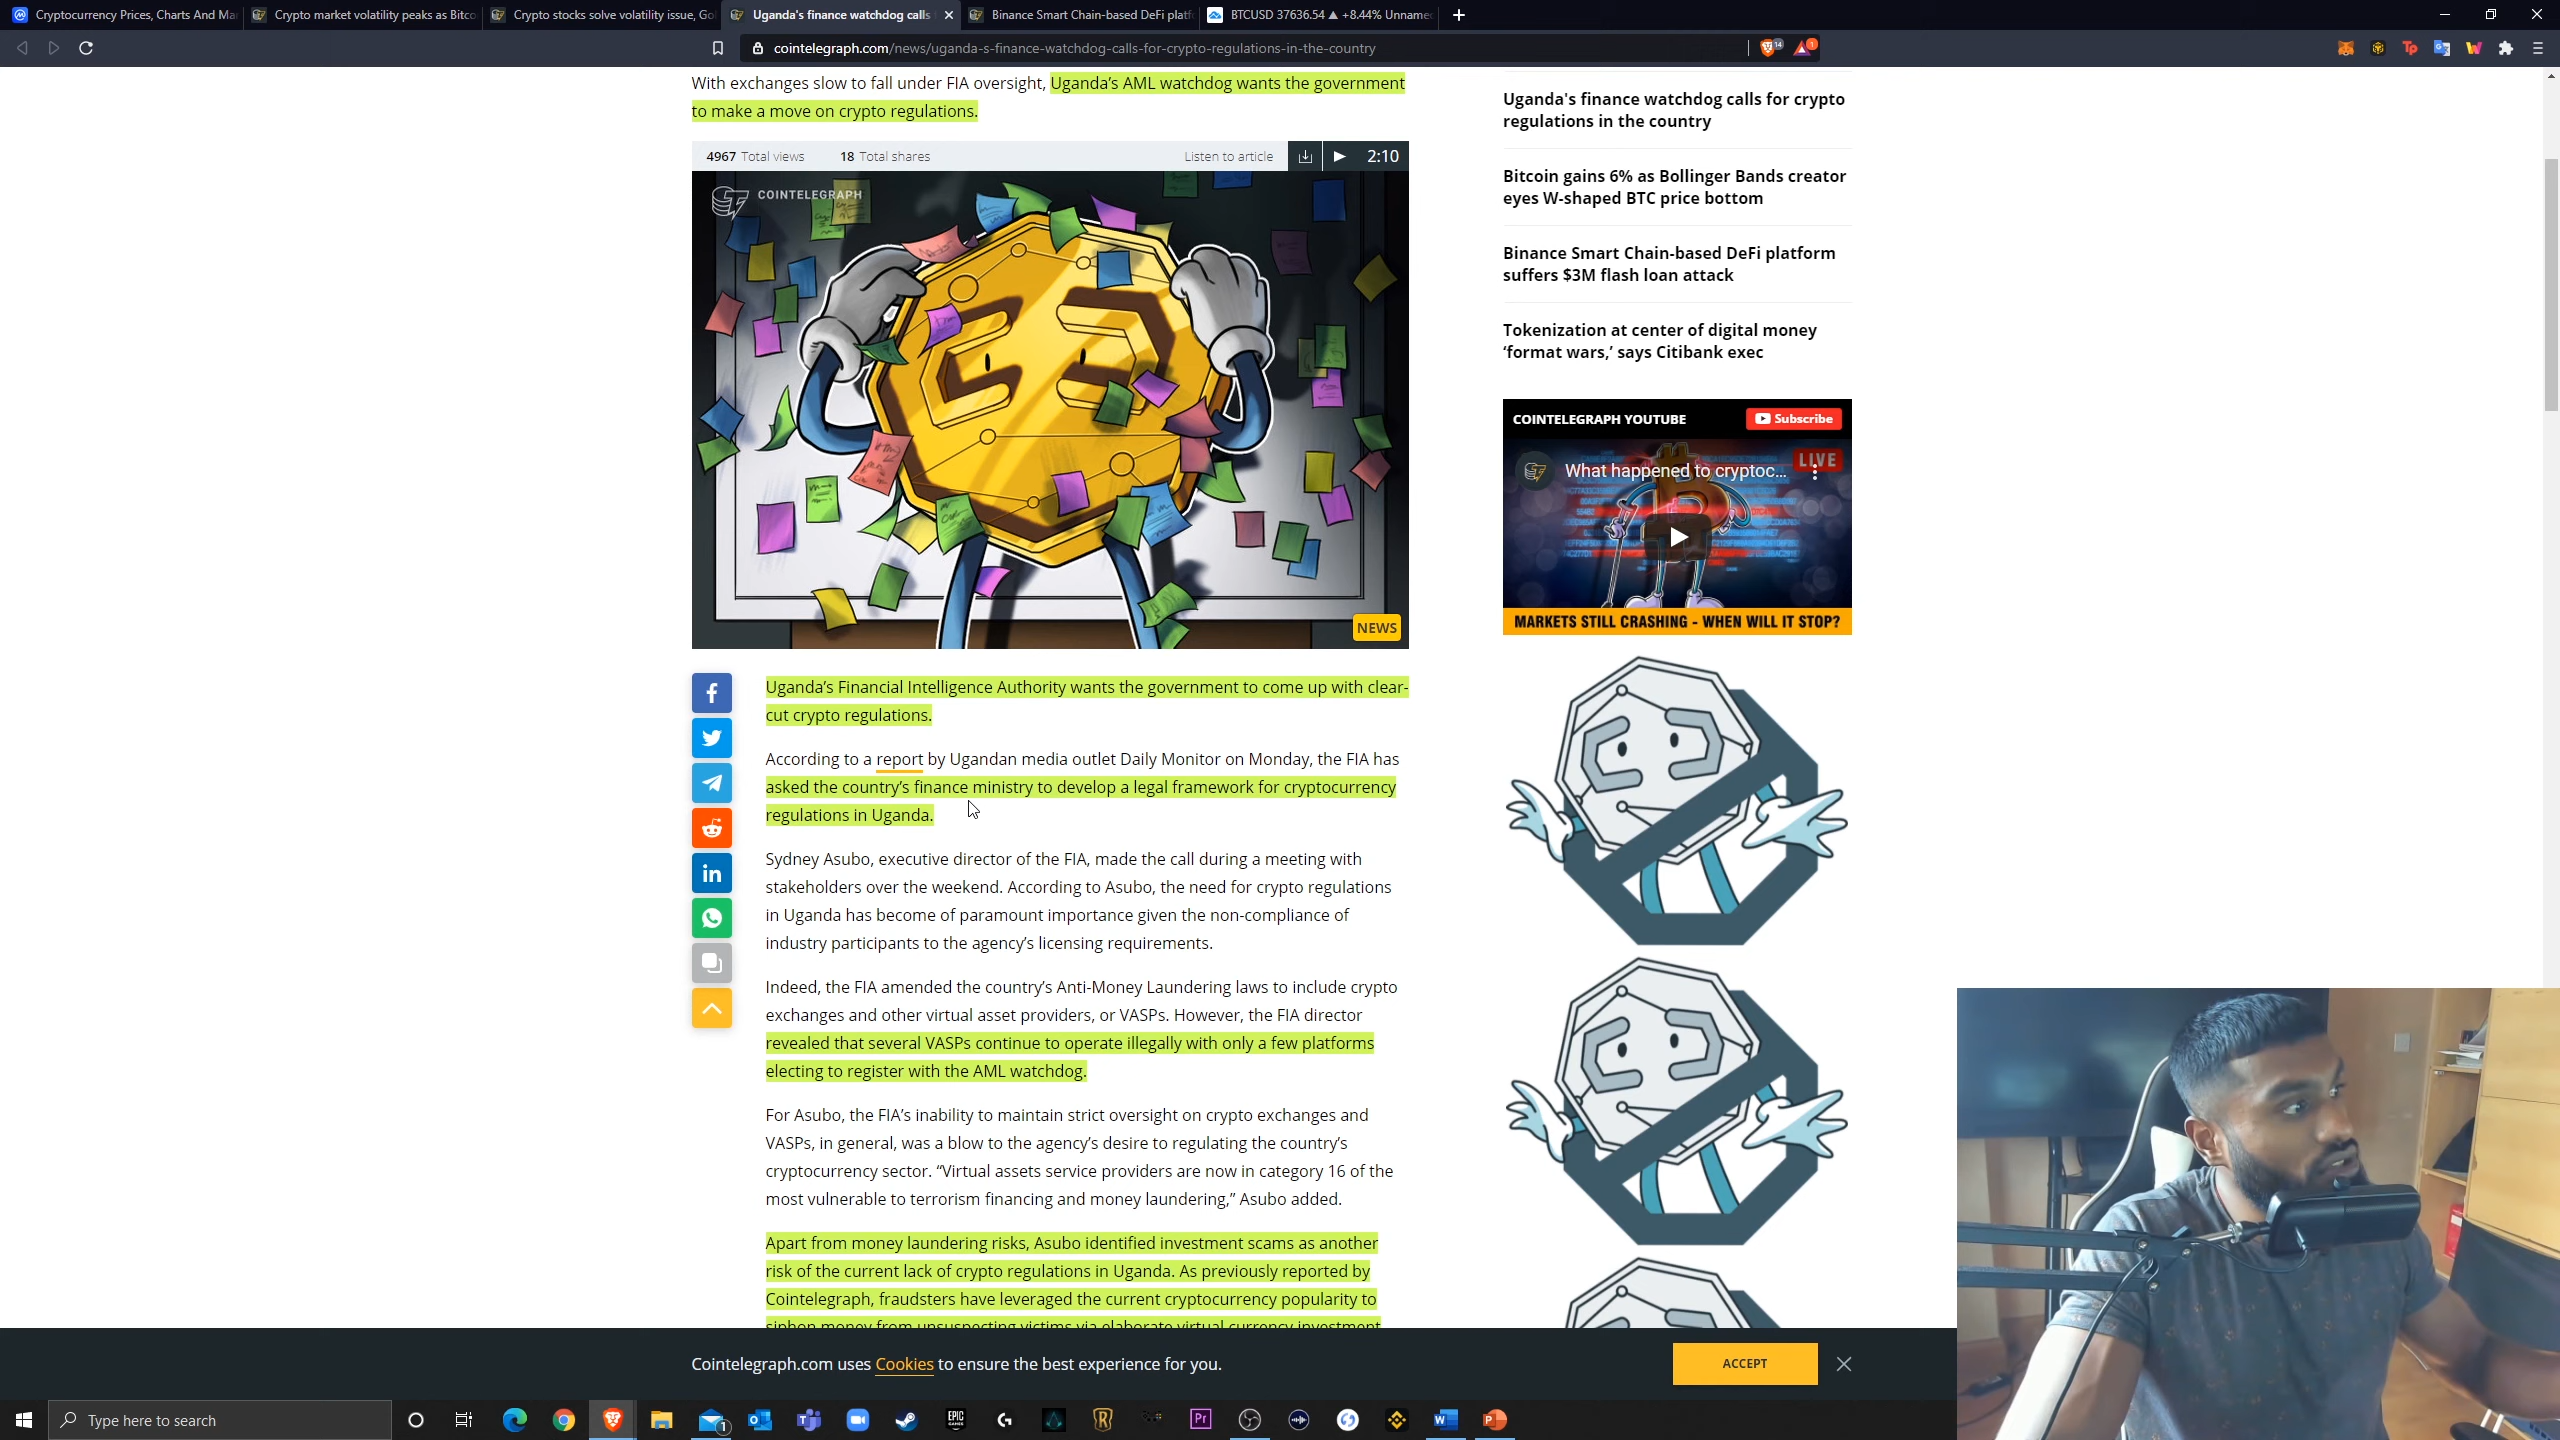 Cryptocurrency Prices, Charts And Ma
Crypto market volatility peaks as Bitco
Crypto stocks solve volatility issue, Go
Uganda's finance watchdog calls
Binance Smart Chain-based DeFi platf
BTCUSD 37636.54 ▲ +8.44% Unname
cointelegraph.com/news/uganda-s-finance-watchdog-calls-for-crypto-regulations-in-the-country
14
1
With exchanges slow to fall under FIA oversight, Uganda's AML watchdog wants the government
to make a move on crypto regulations.
4967 Total views
18 Total shares
Listen to article
2:10
COINTELEGRAPH
NEWS
Uganda's Financial Intelligence Authority wants the government to come up with clear-
cut crypto regulations.
According to a report by Ugandan media outlet Daily Monitor on Monday, the FIA has
asked the country's finance ministry to develop a legal framework for cryptocurrency
regulations in Uganda.
Sydney Asubo, executive director of the FIA, made the call during a meeting with
stakeholders over the weekend. According to Asubo, the need for crypto regulations
in Uganda has become of paramount importance given the non-compliance of
industry participants to the agency's licensing requirements.
Indeed, the FIA amended the country's Anti-Money Laundering laws to include crypto
exchanges and other virtual asset providers, or VASPs. However, the FIA director
revealed that several VASPs continue to operate illegally with only a few platforms
electing to register with the AML watchdog.
For Asubo, the FIA's inability to maintain strict oversight on crypto exchanges and
VASPs, in general, was a blow to the agency's desire to regulating the country's
cryptocurrency sector. “Virtual assets service providers are now in category 16 of the
most vulnerable to terrorism financing and money laundering,” Asubo added.
Apart from money laundering risks, Asubo identified investment scams as another
risk of the current lack of crypto regulations in Uganda. As previously reported by
Cointelegraph, fraudsters have leveraged the current cryptocurrency popularity to
siphon money from unsuspecting victims via elaborate virtual currency investment
Uganda's finance watchdog calls for crypto
regulations in the country
Bitcoin gains 6% as Bollinger Bands creator
eyes W-shaped BTC price bottom
Binance Smart Chain-based DeFi platform
suffers $3M flash loan attack
Tokenization at center of digital money
‘format wars,’ says Citibank exec
COINTELEGRAPH YOUTUBE
Subscribe
What happened to cryptoc...
LIVE
MARKETS STILL CRASHING - WHEN WILL IT STOP?
Cointelegraph.com uses Cookies to ensure the best experience for you.
ACCEPT
Type here to search
1
EPIC
GAMES
Pr